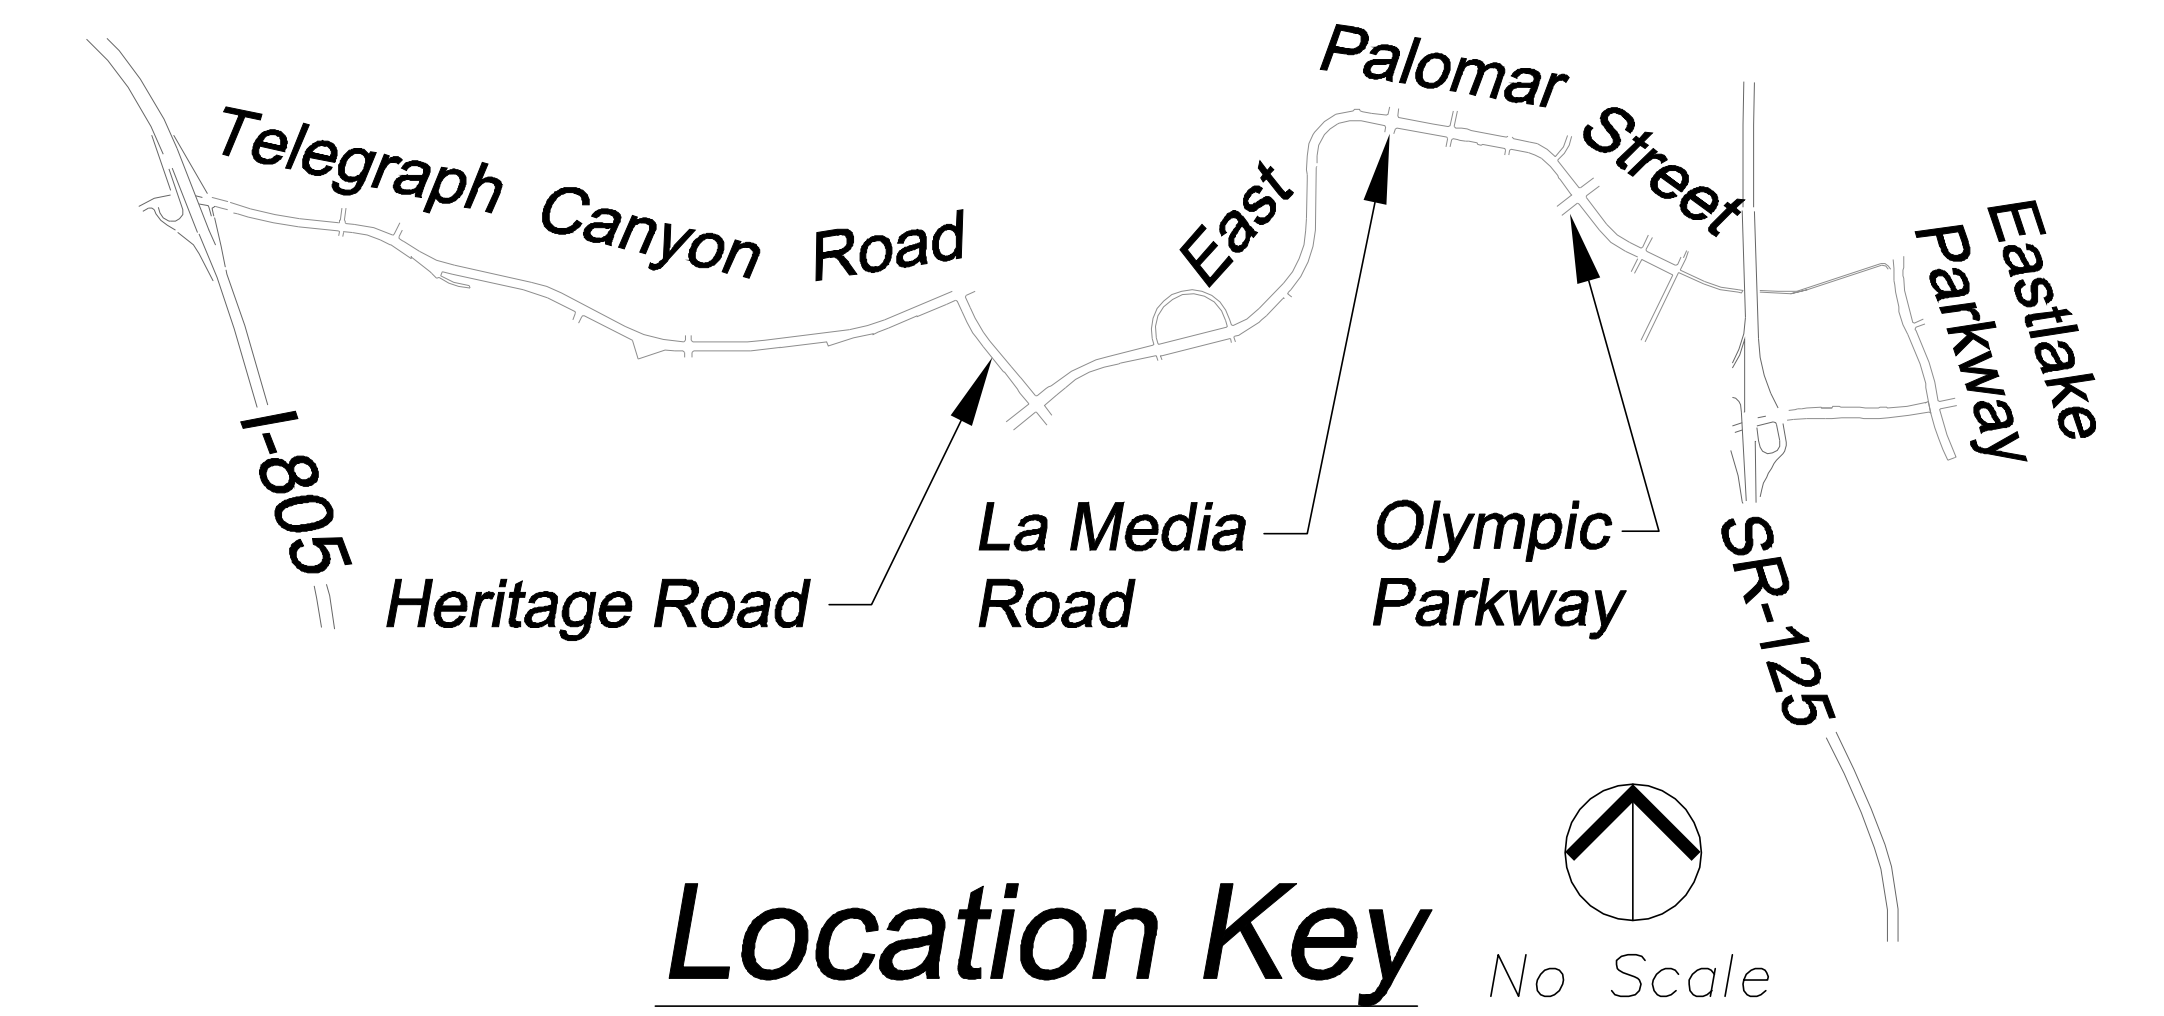 Telegraph Canyon Road
East Palomar Street
Eastlake
Parkway
I-805
Heritage Road
La Media
Road
Olympic
Parkway
SR-125
Location Key
No Scale